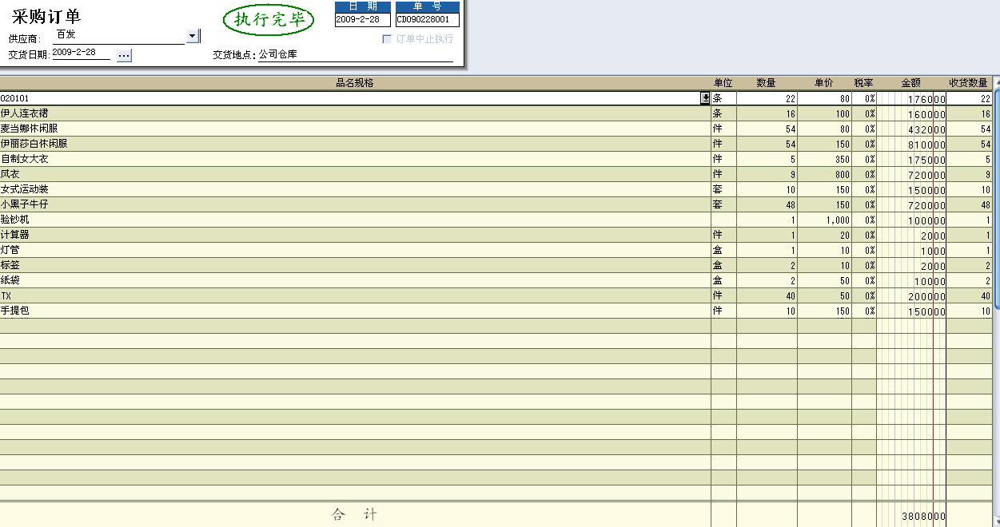 采购订单
执行完毕
日 期 单 号
2009-2-28 CD090228001
供应商: 百发
订单中止执行
交货日期: 2009-2-28 ... 交货地点: 公司仓库
品名规格 单位 数量 单价 税率 金额 收货数量
020101 条 22 80 0% 176000 22
伊人连衣裙 条 16 100 0% 160000 16
麦当娜休闲服 件 54 80 0% 432000 54
伊丽莎白休闲服 件 54 150 0% 810000 54
自制女大衣 件 5 350 0% 175000 5
风衣 件 9 800 0% 720000 9
女式运动装 套 10 150 0% 150000 10
小黑子牛仔 套 48 150 0% 720000 48
验钞机 1 1,000 0% 100000 1
计算器 件 1 20 0% 2000 1
灯管 盒 1 10 0% 1000 1
标签 盒 2 10 0% 2000 2
纸袋 盒 2 50 0% 10000 2
TX 件 40 50 0% 200000 40
手提包 件 10 150 0% 150000 10
合 计 3808000